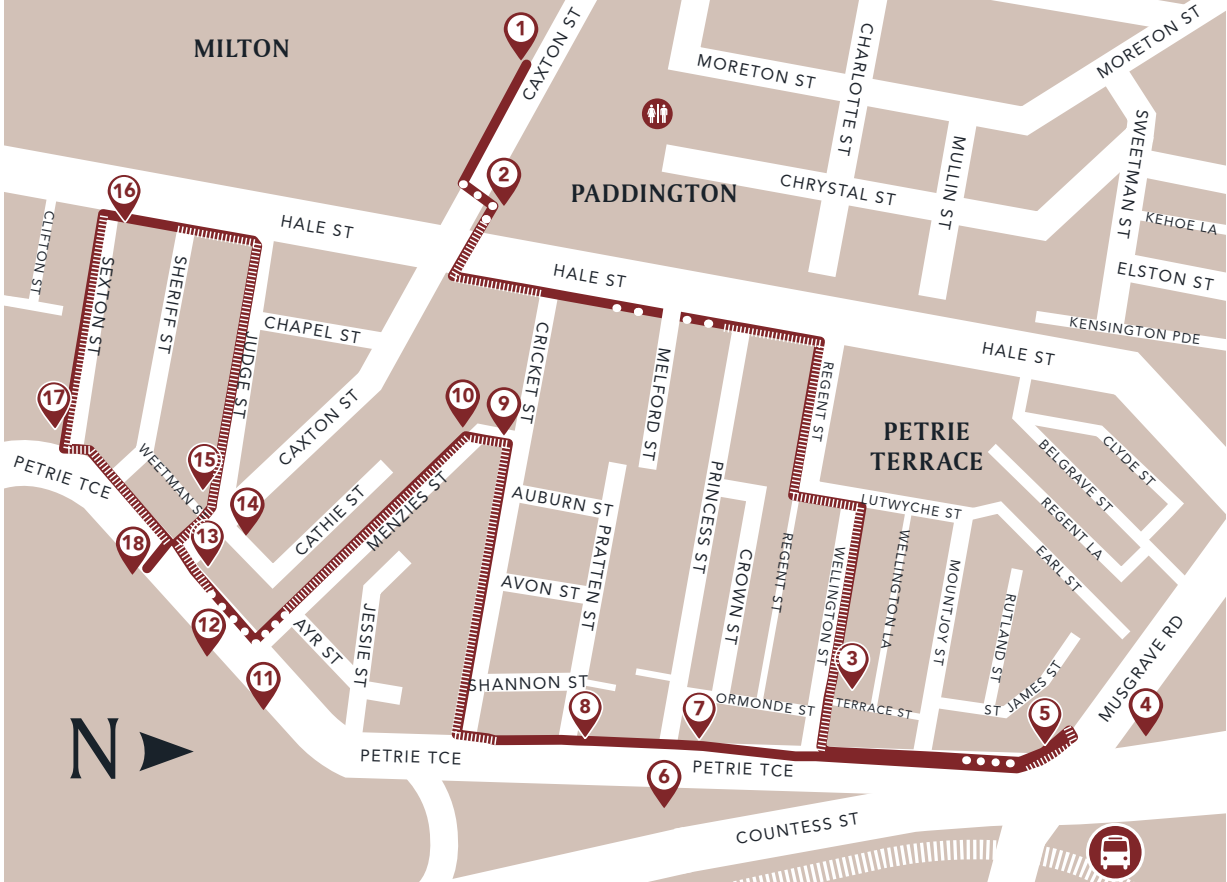 MILTON
1
CAXTON ST
MORETON ST
CHARLOTTE ST
MORETON ST
SWEETMAN ST
MULLIN ST
2
PADDINGTON
CHRYSTAL ST
KEHOE LA
ELSTON ST
KENSINGTON PDE
16
HALE ST
HALE ST
HALE ST
CLIFTON ST
SEXTON ST
SHERIFF ST
CHAPEL ST
JUDGE ST
CRICKET ST
MELFORD ST
REGENT ST
PETRIE
TERRACE
CLYDE ST
BELGRAVE ST
REGENT LA
EARL ST
17
10
9
CAXTON ST
WEETMAN S
15
14
PETRIE TCE
CATHIE ST
MENZIES ST
AUBURN ST
PRATTEN ST
PRINCESS ST
LUTWYCHE ST
18
13
CROWN ST
REGENT ST
WELLINGTON ST
WELLINGTON LA
MOUNTJOY ST
RUTLAND ST
AVON ST
12
AYR ST
JESSIE ST
11
SHANNON ST
3
ORMONDE ST
TERRACE ST
ST JAMES ST
MUSGRAVE RD
8
7
5
4
N
PETRIE TCE
6
PETRIE TCE
COUNTESS ST